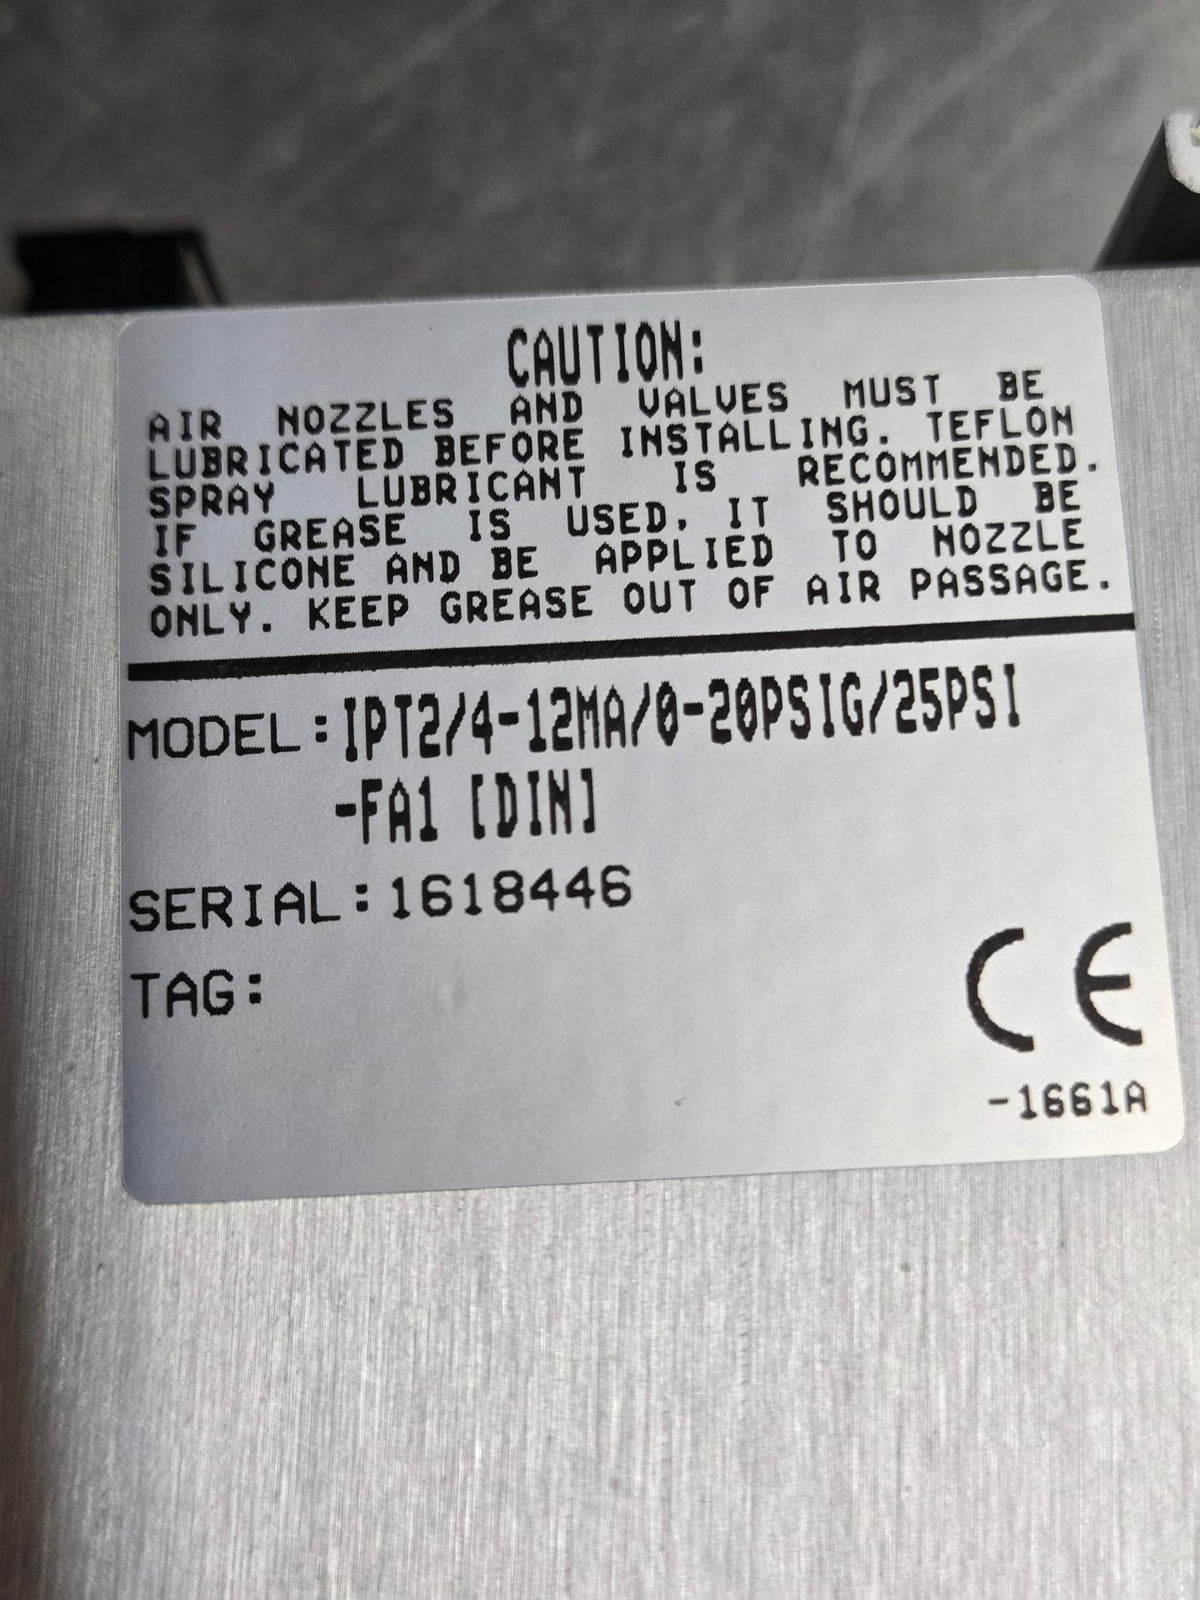 CAUTION:
AIR NOZZLES AND VALVES MUST BE
LUBRICATED BEFORE INSTALLING. TEFLON
SPRAY LUBRICANT IS RECOMMENDED.
IF GREASE IS USED, IT SHOULD BE
SILICONE AND BE APPLIED TO NOZZLE
ONLY. KEEP GREASE OUT OF AIR PASSAGE.
MODEL:IPT2/4-12MA/0-20PSIG/25PSI
-FA1 [DIN]
SERIAL:1618446
TAG:
CE
-1661A